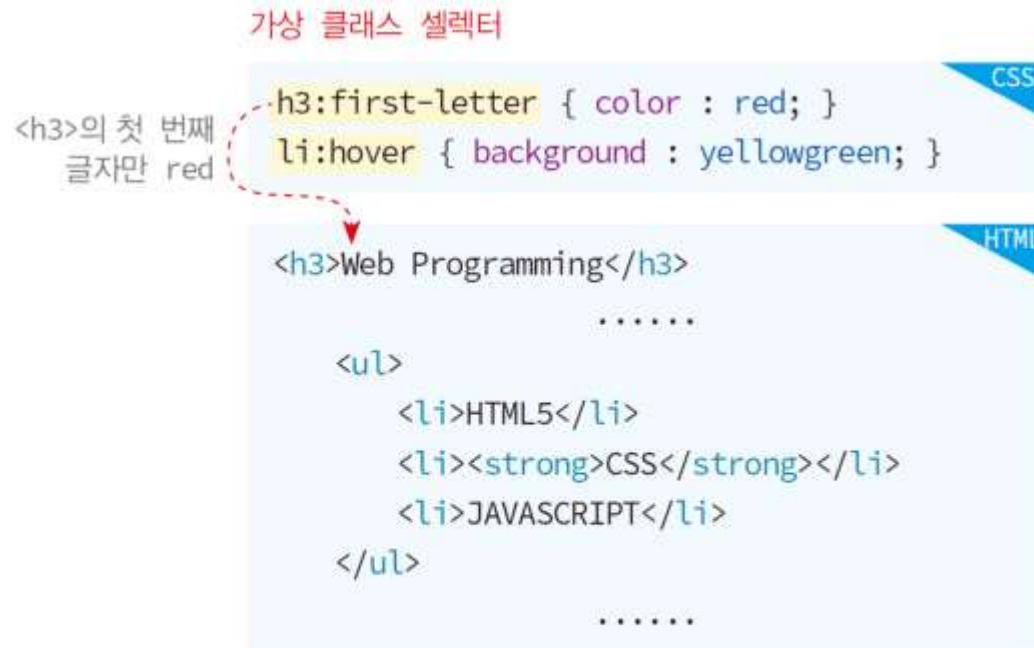 가상 클래스 셀렉터
CSS
h3:first-letter { color : red; }
li:hover { background : yellowgreen; }
<h3>의 첫 번째
글자만 red
HTML
<h3>Web Programming</h3>
......
<ul>
<li>HTML5</li>
<li><strong>CSS</strong></li>
<li>JAVASCRIPT</li>
</ul>
......